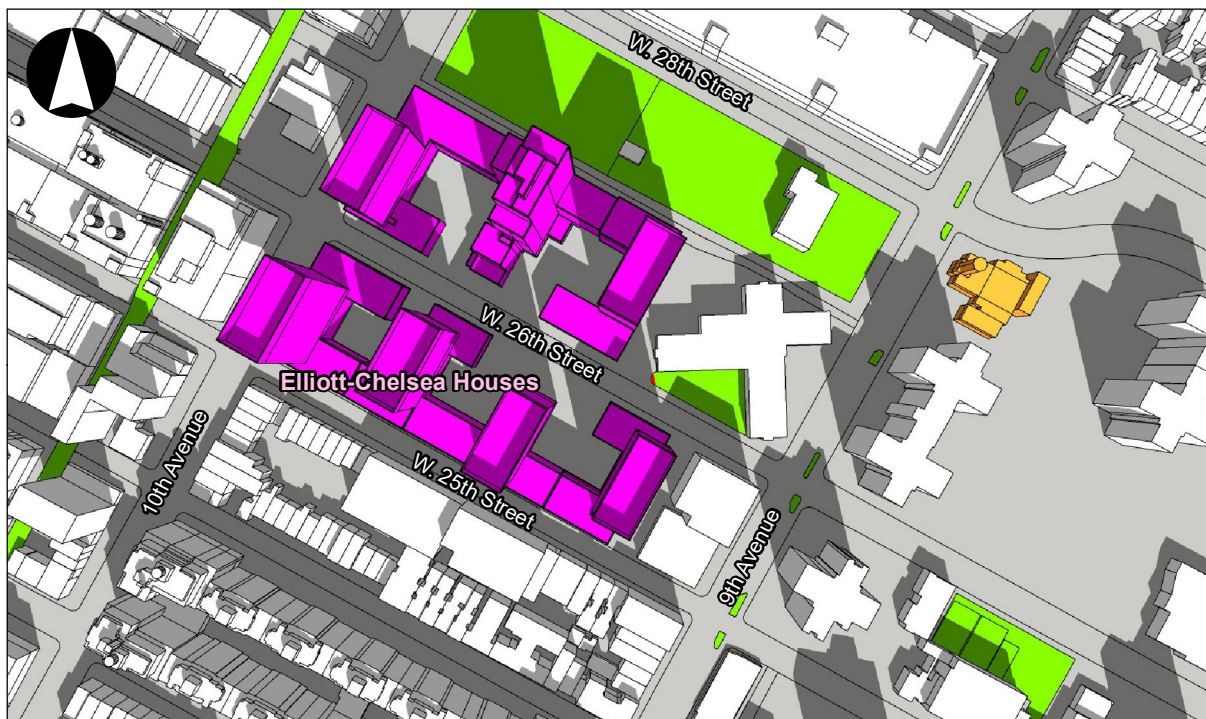 W. 28th Street
W. 26th Street
Elliott-Chelsea Houses
10th Avenue
W. 25th Street
9th Avenue